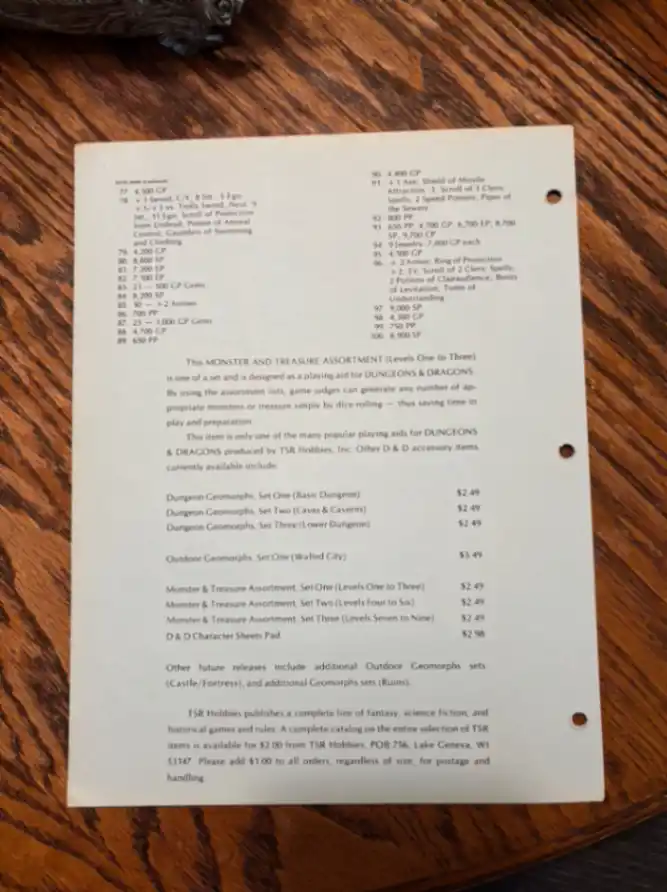 77. 4,500 GP
78. + 1 Sword, C/E, 8 Int., 5 Ego;
+ 1/+ 3 vs. Trolls Sword, Neut. 9
Int., 11 Ego; Scroll of Protection
from Undead; Potion of Animal
Control; Gauntlets of Swimming
and Climbing
79. 4,200 GP
80. 8,600 SP
81. 7,300 SP
82. 7,100 EP
83. 23 — 500 GP Gems
84. 8,200 SP
85. 30 — + 2 Arrows
86. 700 PP
87. 25 — 1,000 GP Gems
88. 4,700 GP
89. 650 PP
90. 4,400 GP
91. + 1 Axe; Shield of Missile
Attraction - 1; Scroll of 3 Cleric
Spells; 2 Speed Potions; Pipes of
the Sewers
92. 800 PP
93. 650 PP, 4,700 GP, 6,700 EP, 8,700
SP, 9,700 CP
94. 9 Jewelry, 7,000 GP each
95. 4,500 GP
96. + 2 Armor; Ring of Protection
+ 2, Scroll of 2 Cleric Spells;
2 Potions of Clairaudience; Boots
of Levitation; Tome of
Understanding
97. 9,000 SP
98. 4,300 GP
99. 750 PP
100. 8,900 SP
This MONSTER AND TREASURE ASSORTMENT (Levels One to Three)
is one of a set and is designed as a playing aid for DUNGEONS & DRAGONS.
By using the assortment lists, game judges can generate any number of ap-
propriate monsters or treasure simply by dice rolling — thus saving time in
play and preparation.
This item is only one of the many popular playing aids for DUNGEONS
& DRAGONS produced by TSR Hobbies, Inc. Other D & D accessory items
currently available include:
Dungeon Geomorphs, Set One (Basic Dungeon) $2.49
Dungeon Geomorphs, Set Two (Caves & Caverns) $2.49
Dungeon Geomorphs, Set Three (Lower Dungeon) $2.49
Outdoor Geomorphs, Set One (Walled City) $3.49
Monster & Treasure Assortment, Set One (Levels One to Three) $2.49
Monster & Treasure Assortment, Set Two (Levels Four to Six) $2.49
Monster & Treasure Assortment, Set Three (Levels Seven to Nine) $2.49
D & D Character Sheets Pad $2.98
Other future releases include additional Outdoor Geomorphs sets
(Castle/Fortress), and additional Geomorphs sets (Ruins).
TSR Hobbies publishes a complete line of fantasy, science fiction, and
historical games and rules. A complete catalog on the entire selection of TSR
items is available for $2.00 from TSR Hobbies, POB 756, Lake Geneva, WI
53147. Please add $1.00 to all orders, regardless of size, for postage and
handling.